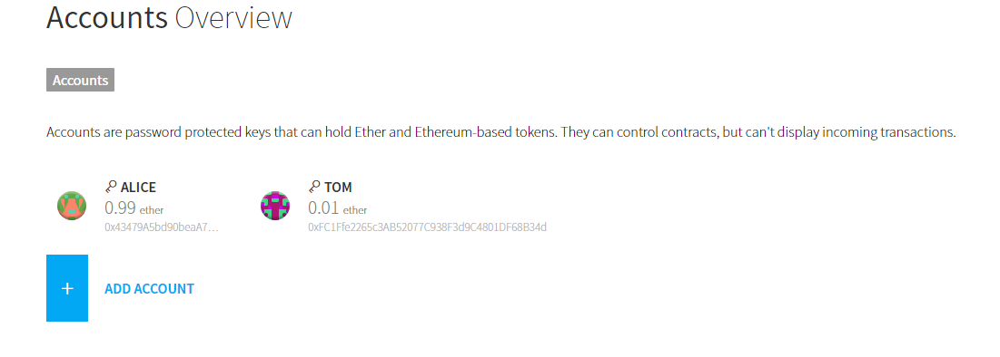 Accounts Overview
Accounts
Accounts are password protected keys that can hold Ether and Ethereum-based tokens. They can control contracts, but can't display incoming transactions.
ALICE
0.99 ether
0x43479A5bd90beaA7...
TOM
0.01 ether
0xFC1Ffe2265c3AB52077C938F3d9C4801DF68B34d
+
ADD ACCOUNT